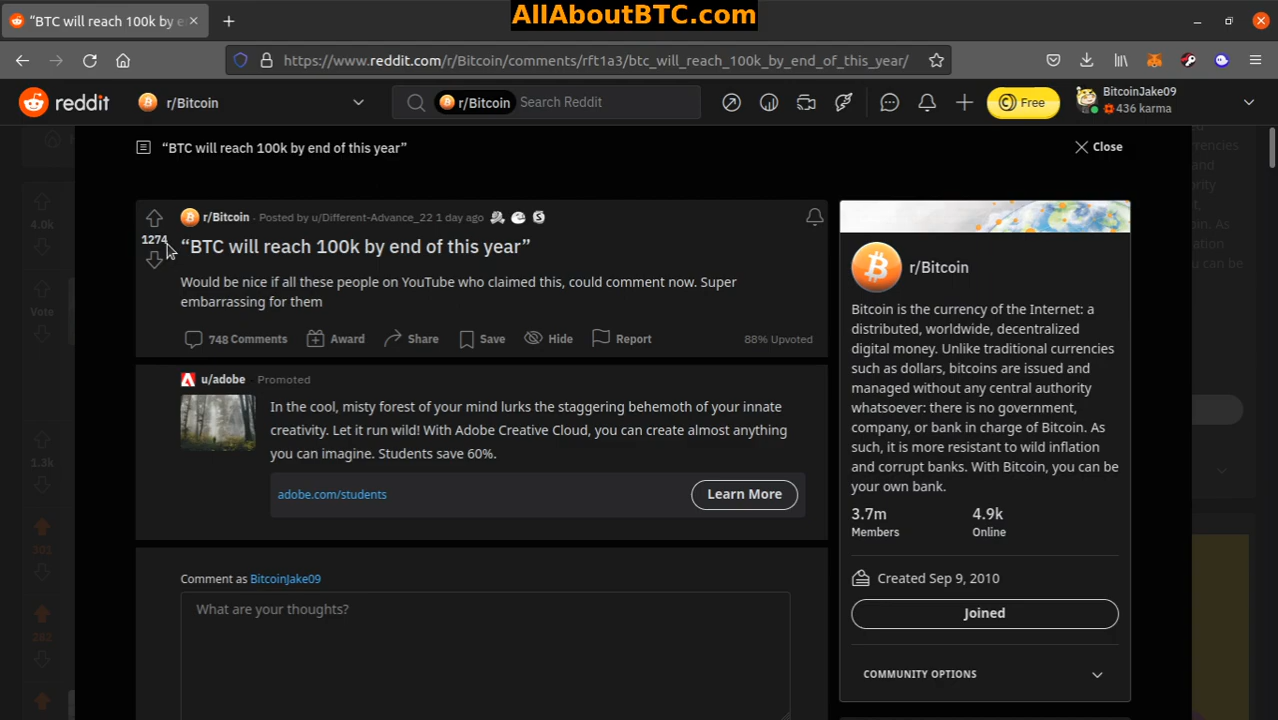 AllAboutBTC.com
“BTC will reach 100k by e
https://www.reddit.com/r/Bitcoin/comments/rft1a3/btc_will_reach_100k_by_end_of_this_year/
reddit
r/Bitcoin
r/Bitcoin Search Reddit
Free
BitcoinJake09
436 karma
“BTC will reach 100k by end of this year”
Close
r/Bitcoin · Posted by u/Different-Advance_22 1 day ago
1274
“BTC will reach 100k by end of this year”
Would be nice if all these people on YouTube who claimed this, could comment now. Super
embarrassing for them
748 Comments Award Share Save Hide Report 88% Upvoted
u/adobe Promoted
In the cool, misty forest of your mind lurks the staggering behemoth of your innate
creativity. Let it run wild! With Adobe Creative Cloud, you can create almost anything
you can imagine. Students save 60%.
adobe.com/students
Learn More
Comment as BitcoinJake09
What are your thoughts?
r/Bitcoin
Bitcoin is the currency of the Internet: a
distributed, worldwide, decentralized
digital money. Unlike traditional currencies
such as dollars, bitcoins are issued and
managed without any central authority
whatsoever: there is no government,
company, or bank in charge of Bitcoin. As
such, it is more resistant to wild inflation
and corrupt banks. With Bitcoin, you can be
your own bank.
3.7m 4.9k
Members Online
Created Sep 9, 2010
Joined
COMMUNITY OPTIONS
4.0k
Vote
1.3k
303
282